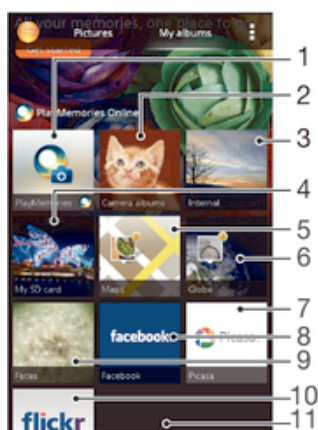 All your memories, one place to
Pictures
My albums
Get started
PlayMemories Online
1
2
3
PlayMemories
Camera albums
Internal
4
My SD card
Maps
Globe
5
6
7
facebook
Picasa
8
Faces
Facebook
Picasa
9
flickr
10
11